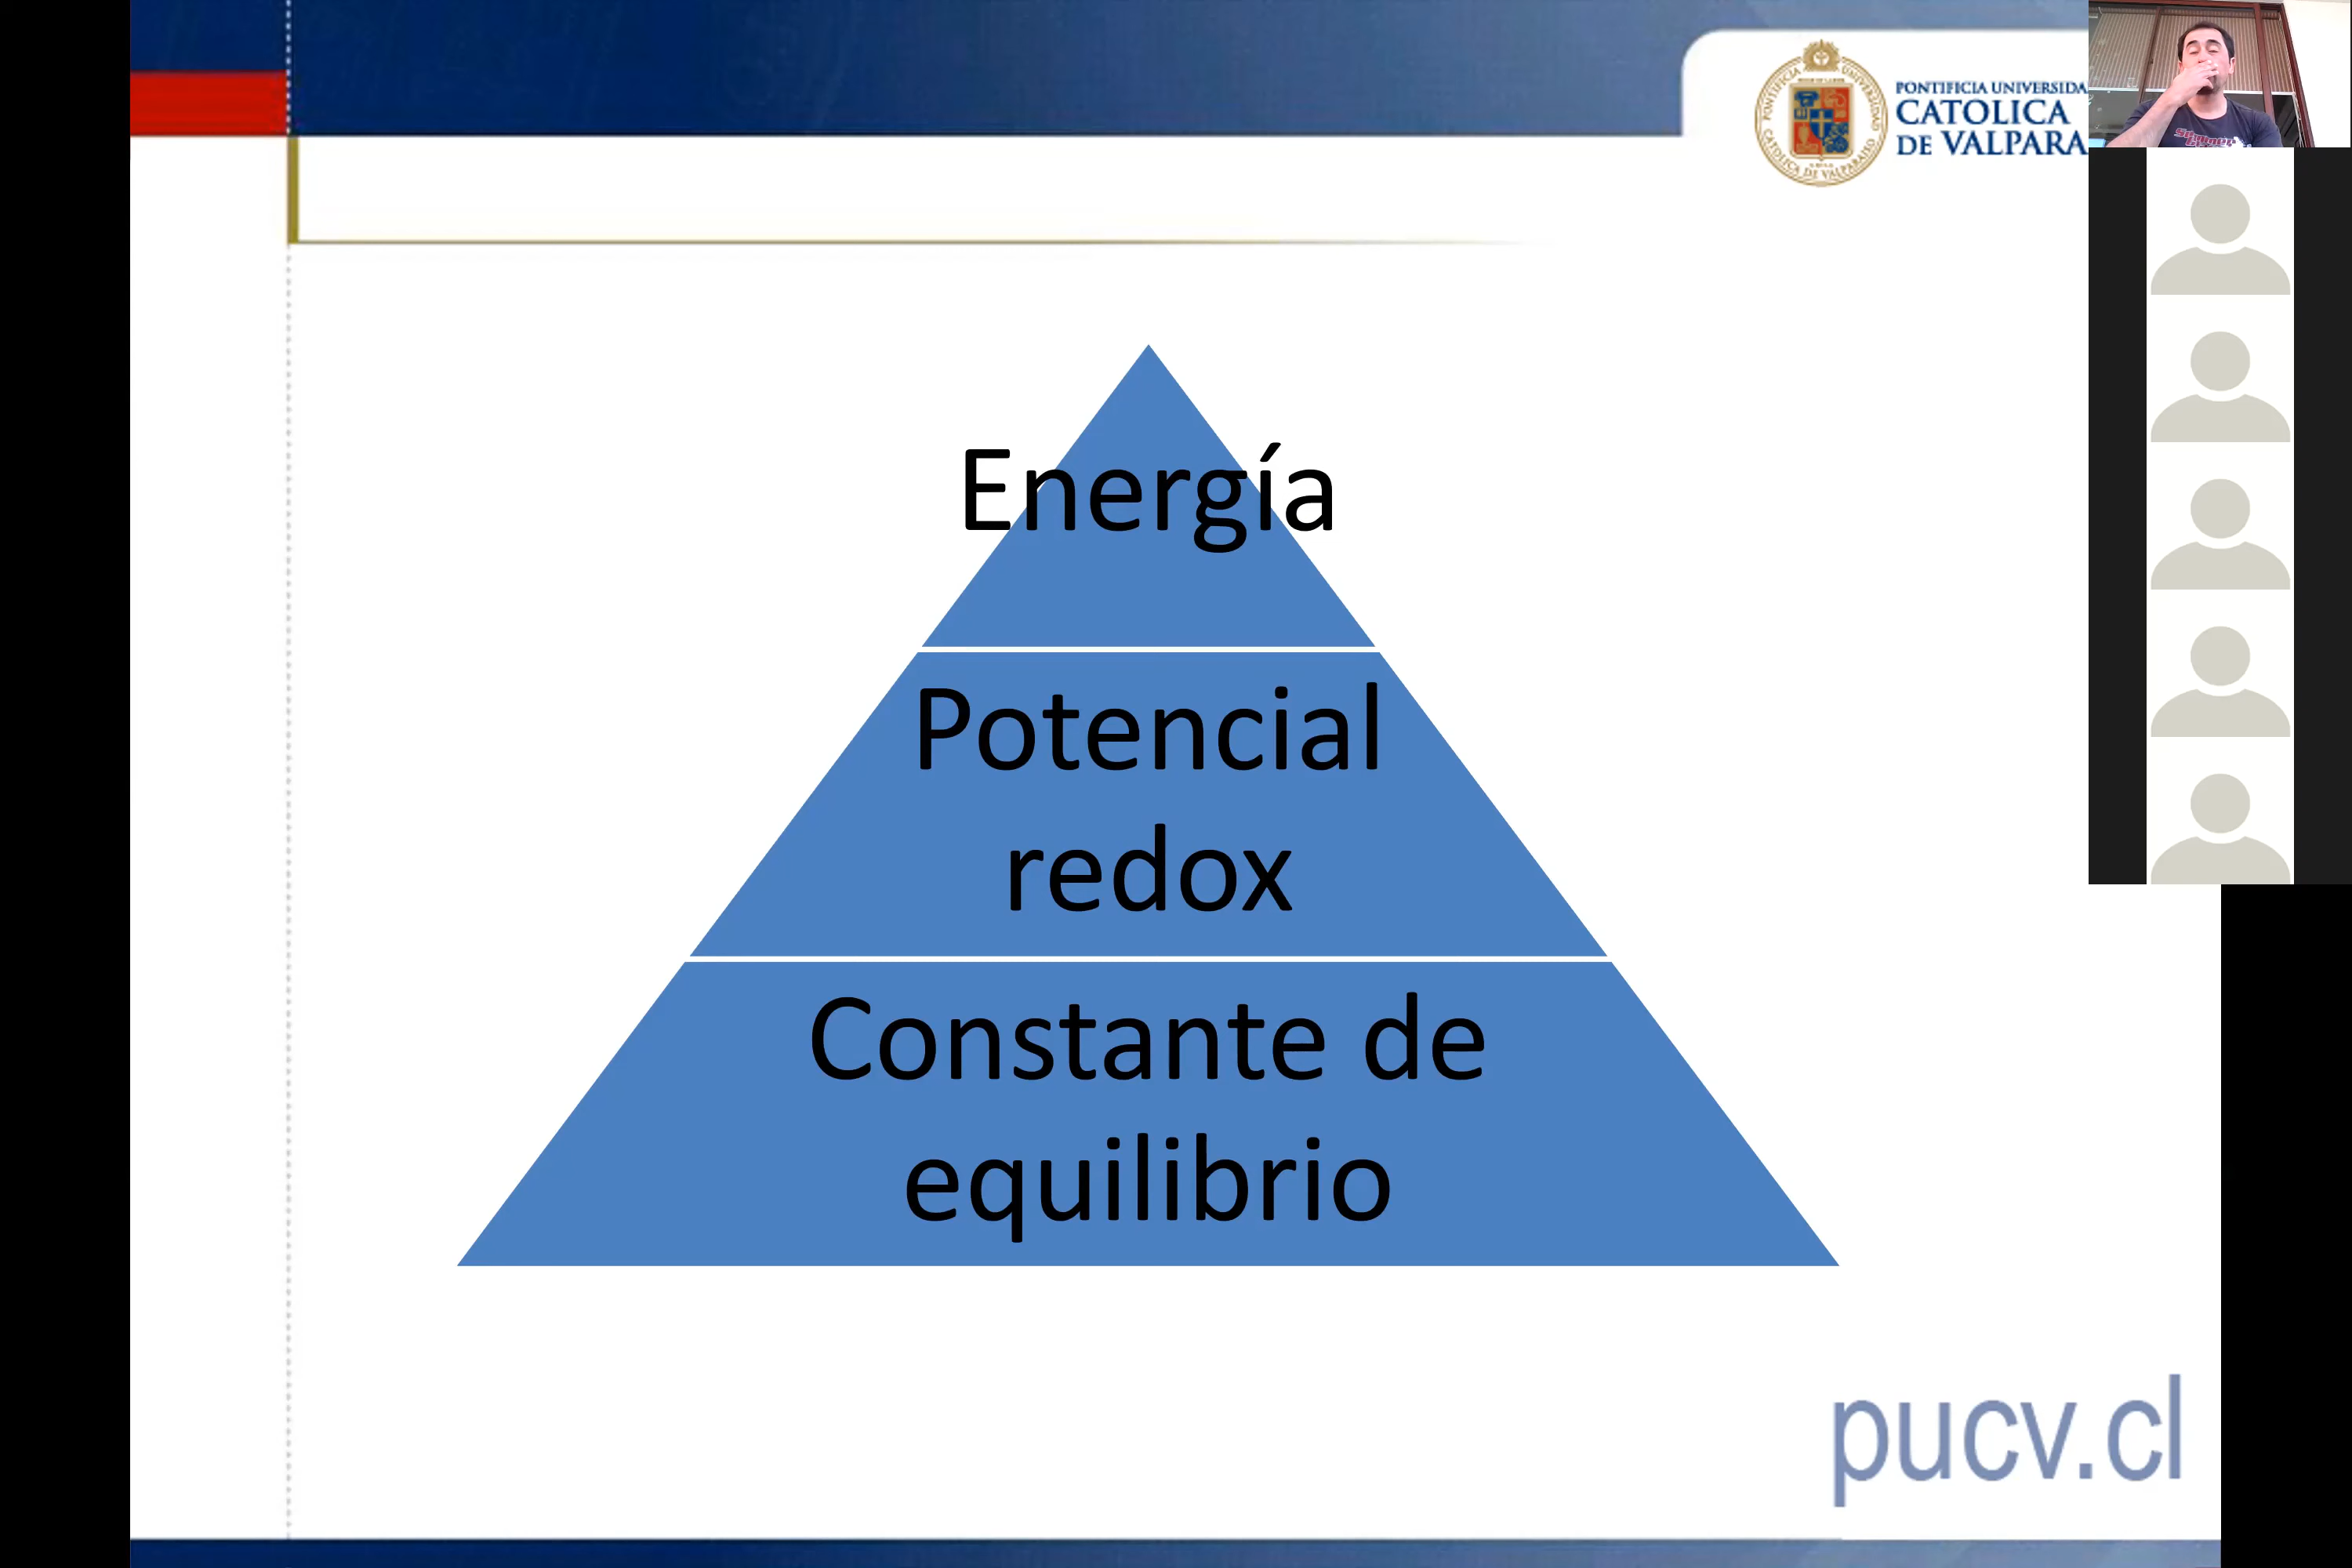 PONTIFICIA UNIVERSIDA
CATOLICA
DE VALPARA
Energía
Potencial
redox
Constante de
equilibrio
pucv.cl